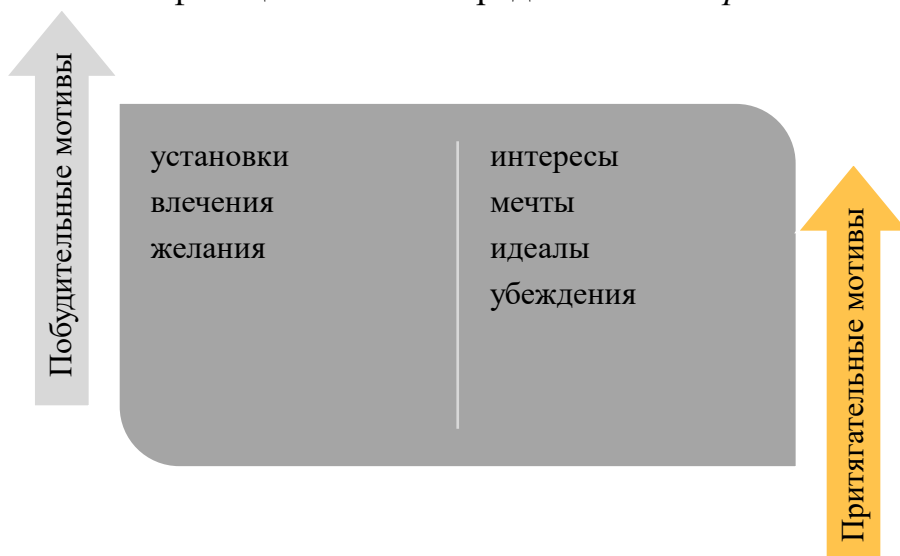 Побудительные мотивы
установки
влечения
желания
интересы
мечты
идеалы
убеждения
Притягательные мотивы